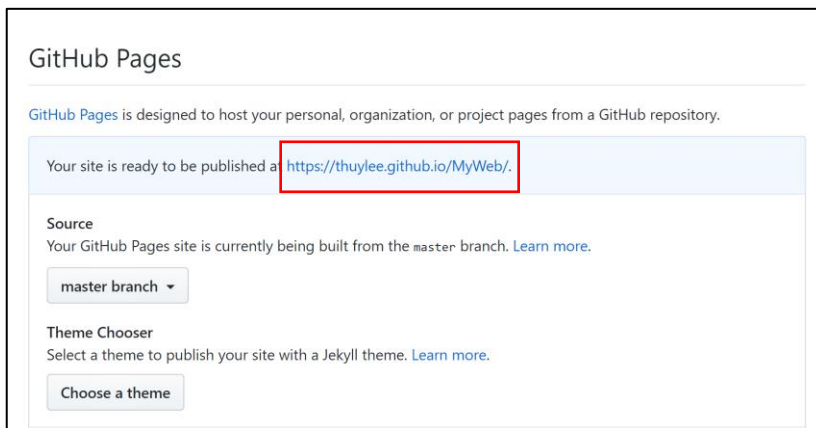 GitHub Pages
GitHub Pages is designed to host your personal, organization, or project pages from a GitHub repository.
Your site is ready to be published at https://thuylee.github.io/MyWeb/.
Source
Your GitHub Pages site is currently being built from the master branch. Learn more.
master branch
Theme Chooser
Select a theme to publish your site with a Jekyll theme. Learn more.
Choose a theme